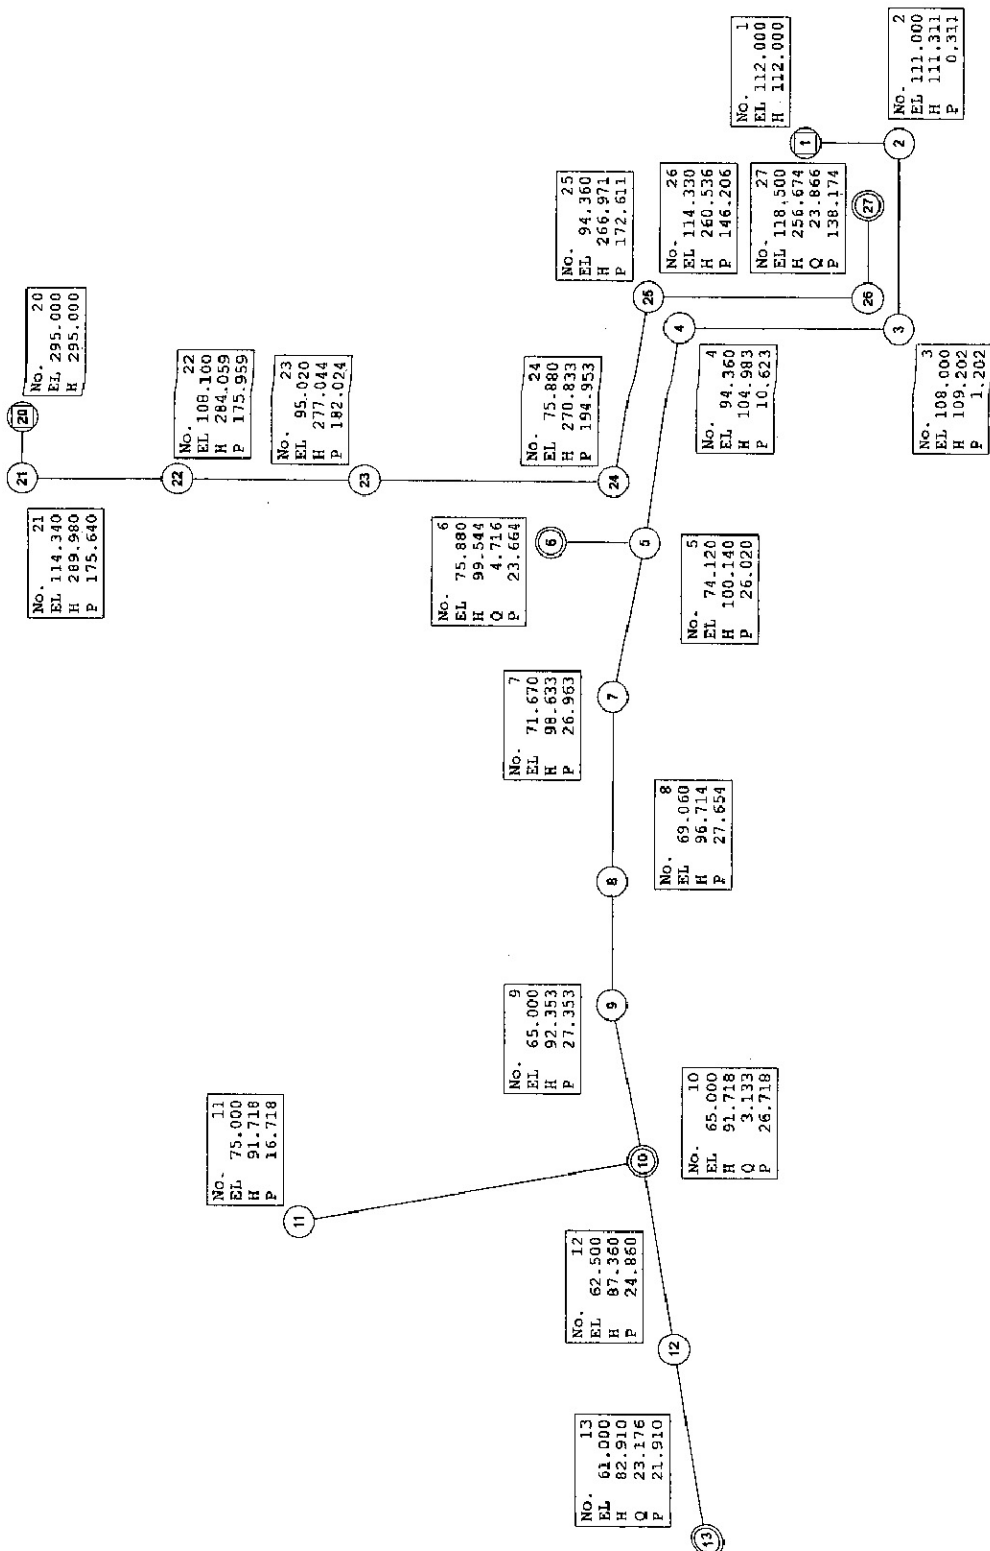 No. 1
EL 112.000
H 112.000
No. 2
EL 111.000
H 111.311
P 0.311
1
2
No. 25
EL 94.360
H 266.971
P 172.611
No. 26
EL 114.330
H 260.536
P 146.206
No. 27
EL 118.500
H 256.674
Q 23.866
P 138.174
27
25
26
4
3
No. 20
EL 295.000
H 295.000
No. 22
EL 108.100
H 284.059
P 175.959
No. 23
EL 95.020
H 277.044
P 182.024
No. 24
EL 75.880
H 270.833
P 194.953
No. 4
EL 94.360
H 104.983
P 10.623
No. 3
EL 108.000
H 109.202
P 1.202
20
21
22
23
24
No. 21
EL 114.340
H 289.980
P 175.640
No. 6
EL 75.880
H 99.544
Q 4.716
P 23.664
6
5
No. 5
EL 74.120
H 100.140
P 26.020
No. 7
EL 71.670
H 98.633
P 26.963
7
No. 8
EL 69.060
H 96.714
P 27.654
8
No. 9
EL 65.000
H 92.353
P 27.353
9
No. 11
EL 75.000
H 91.718
P 16.718
No. 10
EL 65.000
H 91.718
Q 3.133
P 26.718
10
11
No. 12
EL 62.500
H 87.360
P 24.860
12
No. 13
EL 61.000
H 82.910
Q 23.176
P 21.910
13